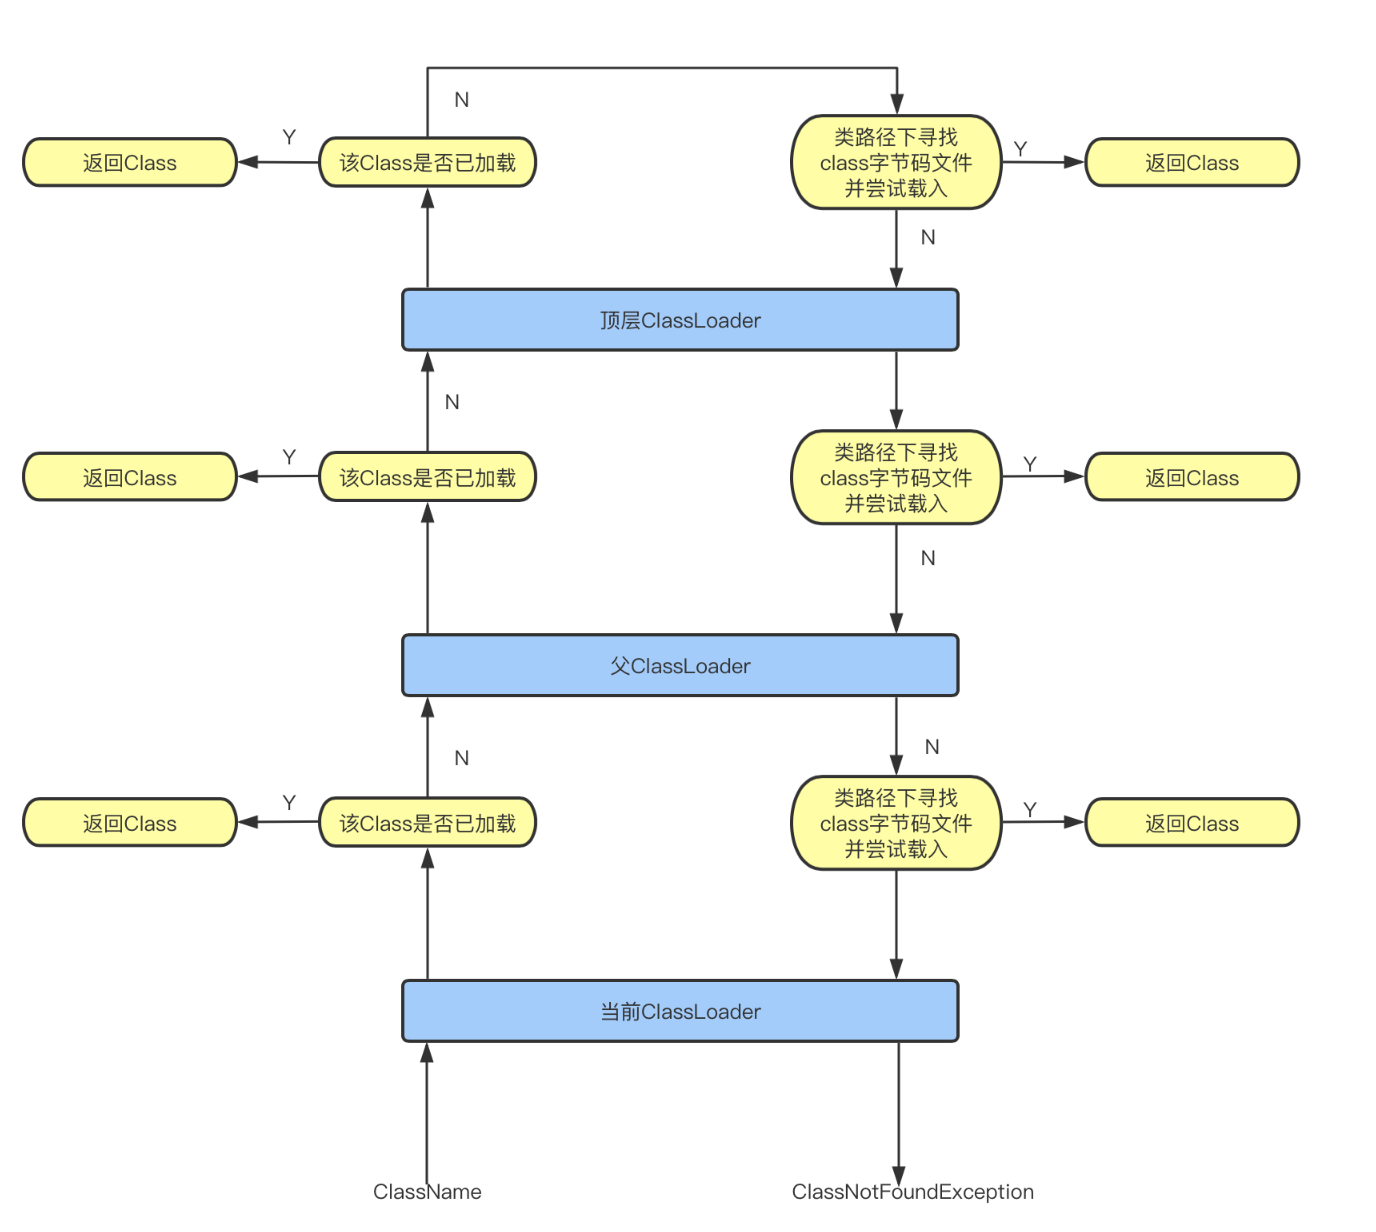 N
Y
返回Class
该Class是否已加载
类路径下寻找
class字节码文件
并尝试载入
Y
返回Class
N
顶层ClassLoader
N
Y
返回Class
该Class是否已加载
类路径下寻找
class字节码文件
并尝试载入
Y
返回Class
N
父ClassLoader
N
N
Y
返回Class
该Class是否已加载
类路径下寻找
class字节码文件
并尝试载入
Y
返回Class
当前ClassLoader
ClassName
ClassNotFoundException